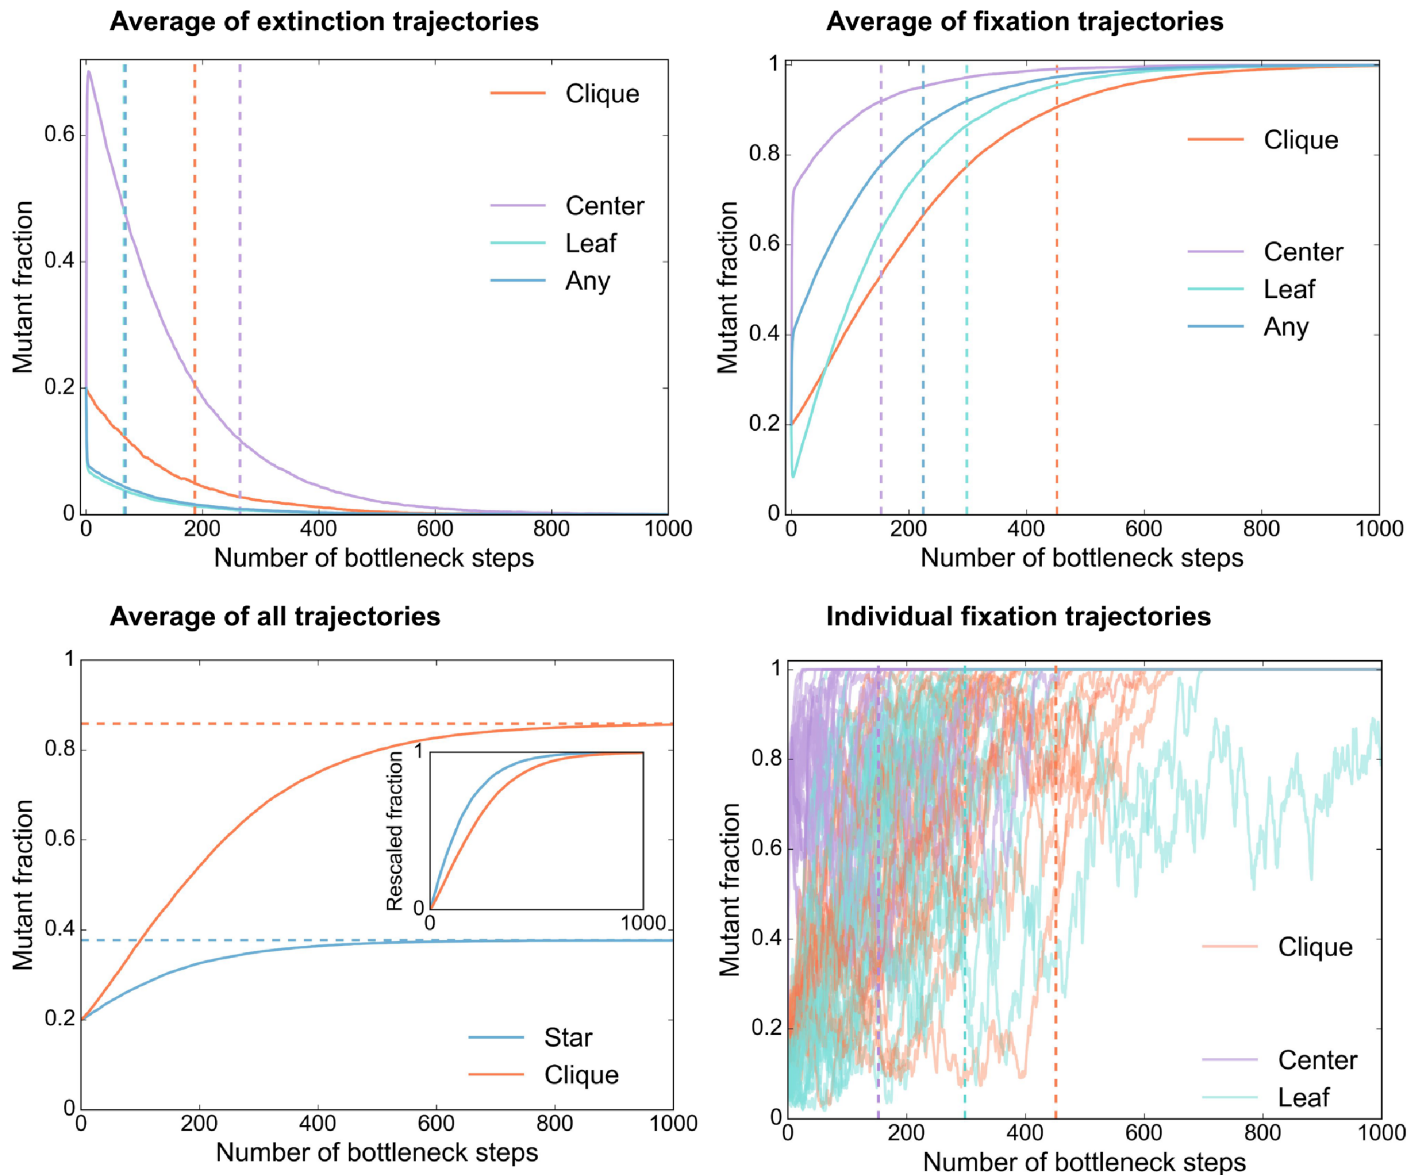 Average of extinction trajectories
Mutant fraction
0.6
0.4
0.2
0
0
200
400
600
800
1000
Number of bottleneck steps
Clique
Center
Leaf
Any
Average of fixation trajectories
Mutant fraction
1
0.8
0.6
0.4
0.2
0
0
200
400
600
800
1000
Number of bottleneck steps
Clique
Center
Leaf
Any
Average of all trajectories
Mutant fraction
1
0.8
0.6
0.4
0.2
0
0
200
400
600
800
1000
Number of bottleneck steps
Rescaled fraction
1
0
0
1000
Star
Clique
Individual fixation trajectories
Mutant fraction
1
0.8
0.6
0.4
0.2
0
0
200
400
600
800
1000
Number of bottleneck steps
Clique
Center
Leaf